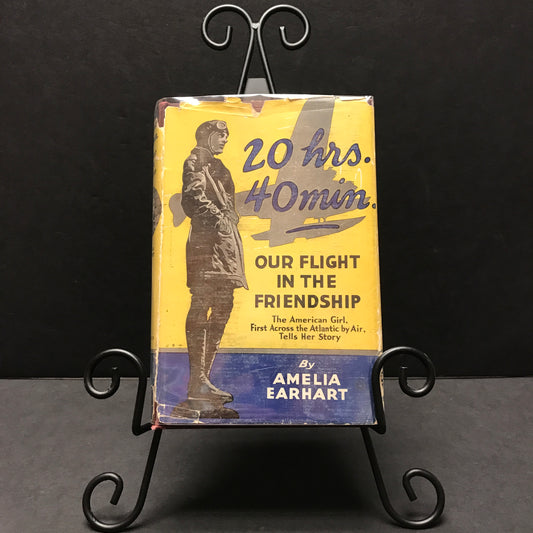 20 hrs.
40 min.
OUR FLIGHT
IN THE
FRIENDSHIP
The American Girl,
First Across the Atlantic by Air,
Tells Her Story
By
AMELIA
EARHART